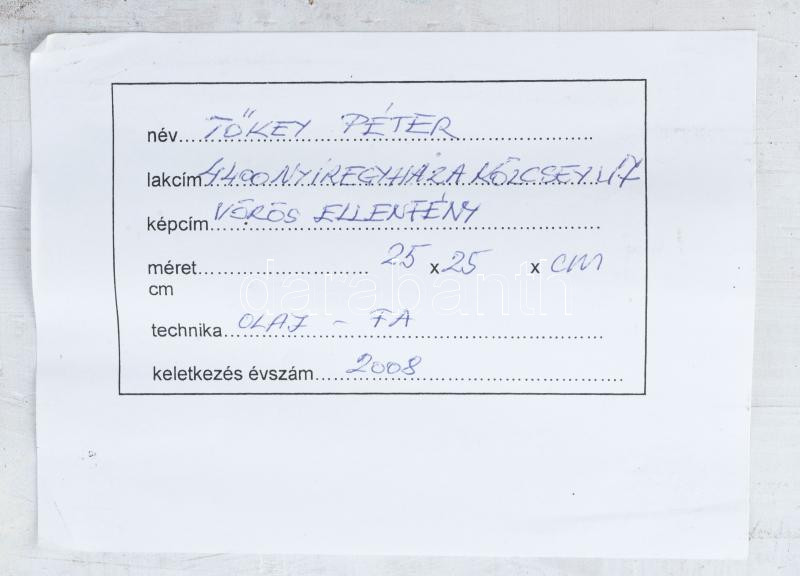 név TŐKEY PÉTER
lakcím 4400 NYÍREGYHÁZA KÖLCSEY U 17
képcím VÖRÖS ELLENFÉNY
méret 25 x 25 x cm
cm
darabanth
technika OLAJ - FA
keletkezés évszám 2008